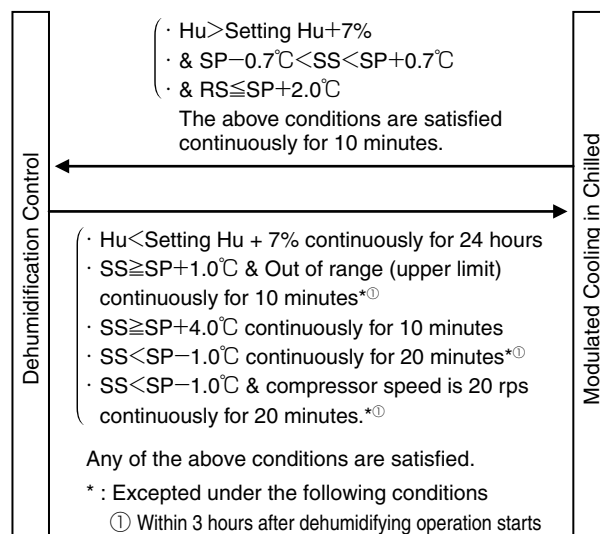 · Hu>Setting Hu+7%
· & SP−0.7℃<SS<SP+0.7℃
· & RS≦SP+2.0℃
The above conditions are satisfied
continuously for 10 minutes.
Dehumidification Control
Modulated Cooling in Chilled
· Hu<Setting Hu + 7% continuously for 24 hours
· SS≧SP+1.0℃ & Out of range (upper limit)
continuously for 10 minutes*①
· SS≧SP+4.0℃ continuously for 10 minutes
· SS<SP−1.0℃ continuously for 20 minutes*①
· SS<SP−1.0℃ & compressor speed is 20 rps
continuously for 20 minutes.*①
Any of the above conditions are satisfied.
* : Excepted under the following conditions
① Within 3 hours after dehumidifying operation starts